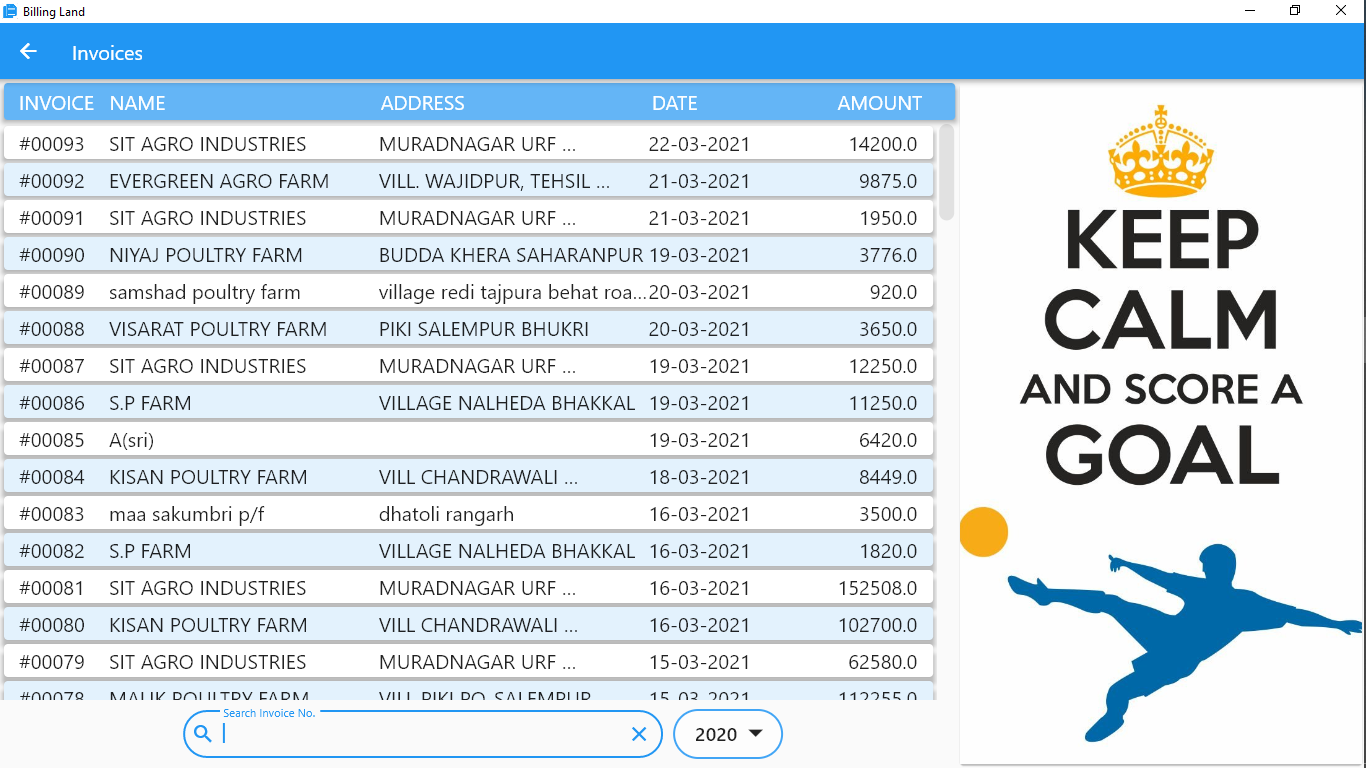 Billing Land
Invoices
INVOICE NAME ADDRESS DATE AMOUNT
#00093 SIT AGRO INDUSTRIES MURADNAGAR URF ... 22-03-2021 14200.0
#00092 EVERGREEN AGRO FARM VILL. WAJIDPUR, TEHSIL ... 21-03-2021 9875.0
#00091 SIT AGRO INDUSTRIES MURADNAGAR URF ... 21-03-2021 1950.0
#00090 NIYAJ POULTRY FARM BUDDA KHERA SAHARANPUR 19-03-2021 3776.0
#00089 samshad poultry farm village redi tajpura behat roa... 20-03-2021 920.0
#00088 VISARAT POULTRY FARM PIKI SALEMPUR BHUKRI 20-03-2021 3650.0
#00087 SIT AGRO INDUSTRIES MURADNAGAR URF ... 19-03-2021 12250.0
#00086 S.P FARM VILLAGE NALHEDA BHAKKAL 19-03-2021 11250.0
#00085 A(sri) 19-03-2021 6420.0
#00084 KISAN POULTRY FARM VILL CHANDRAWALI ... 18-03-2021 8449.0
#00083 maa sakumbri p/f dhatoli rangarh 16-03-2021 3500.0
#00082 S.P FARM VILLAGE NALHEDA BHAKKAL 16-03-2021 1820.0
#00081 SIT AGRO INDUSTRIES MURADNAGAR URF ... 16-03-2021 152508.0
#00080 KISAN POULTRY FARM VILL CHANDRAWALI ... 16-03-2021 102700.0
#00079 SIT AGRO INDUSTRIES MURADNAGAR URF ... 15-03-2021 62580.0
#00078 MALIK POULTRY FARM VILL PIKI PO. SALEMPUR 15-03-2021 112255.0
Search Invoice No.
2020
KEEP
CALM
AND SCORE A
GOAL